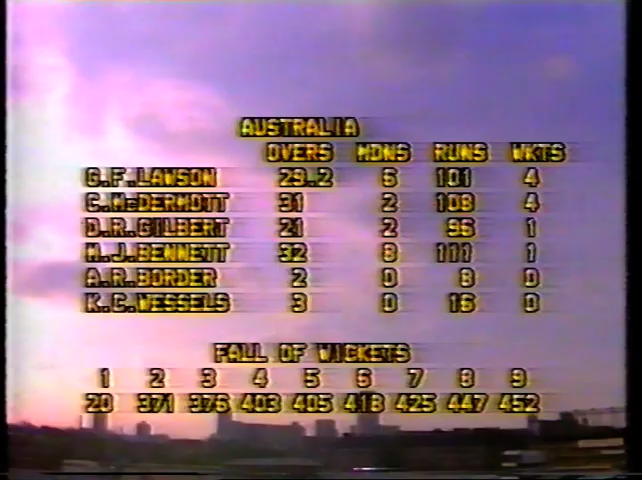 AUSTRALIA
OVERS MDNS RUNS WKTS
G.F.LAWSON 29.2 6 101 4
C.McDERMOTT 31 2 108 4
D.R.GILBERT 21 2 96 1
M.J.BENNETT 32 8 111 1
A.R.BORDER 2 0 8 0
K.C.WESSELS 3 0 16 0
FALL OF WICKETS
1 2 3 4 5 6 7 8 9
20 371 376 403 405 418 425 447 452